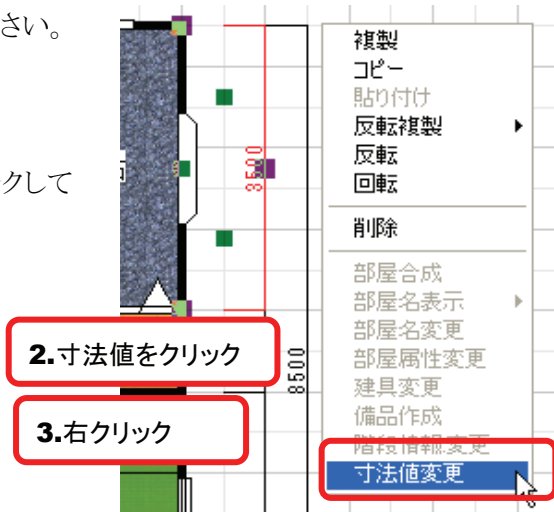 さい。
クして
複製
コピー
貼り付け
反転複製
反転
回転
削除
部屋合成
部屋名表示
部屋名変更
部屋属性変更
建具変更
備品作成
階段情報変更
寸法値変更
3500
8500
2.寸法値をクリック
3.右クリック